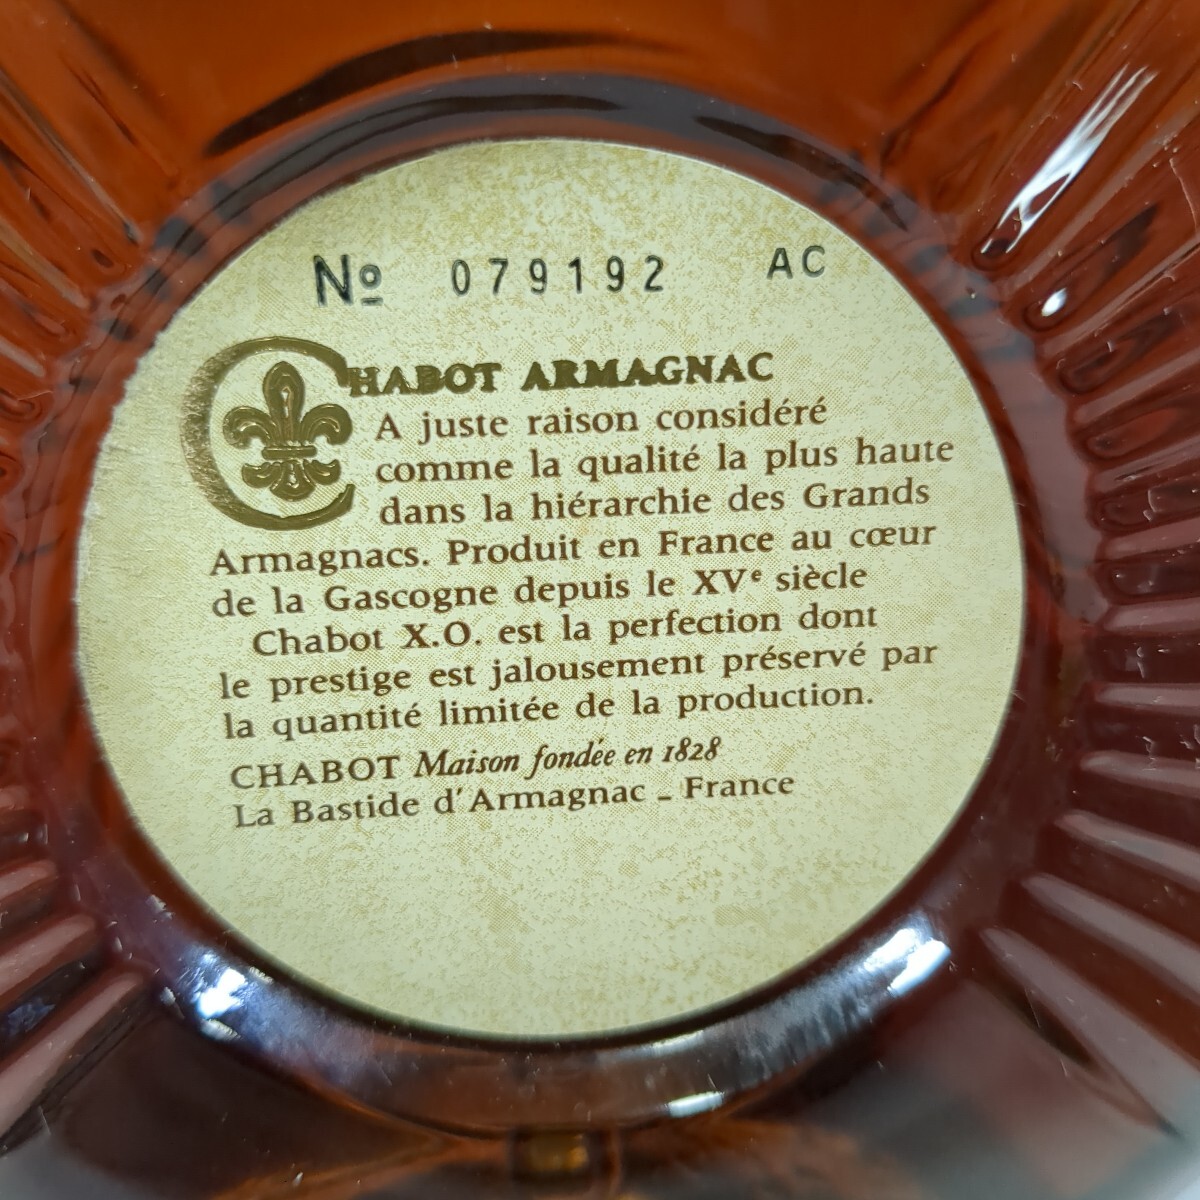 Nº 079192 AC
CHABOT ARMAGNAC
A juste raison considéré
comme la qualité la plus haute
dans la hiérarchie des Grands
Armagnacs. Produit en France au cœur
de la Gascogne depuis le XVe siècle
Chabot X.O. est la perfection dont
le prestige est jalousement préservé par
la quantité limitée de la production.
CHABOT Maison fondée en 1828
La Bastide d'Armagnac - France